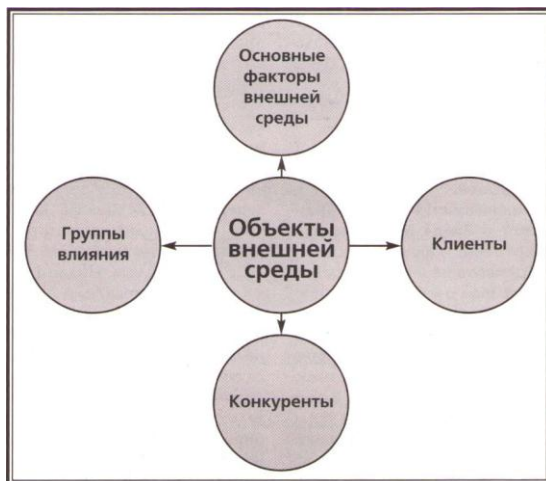 Основные
факторы
внешней
среды
Группы
влияния
Объекты
внешней
среды
Клиенты
Конкуренты